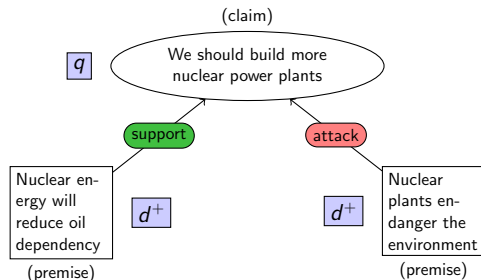 (claim)
We should build more
nuclear power plants
q
support
attack
Nuclear en-
ergy will
reduce oil
dependency
d+
(premise)
d+
Nuclear
plants en-
danger the
environment
(premise)